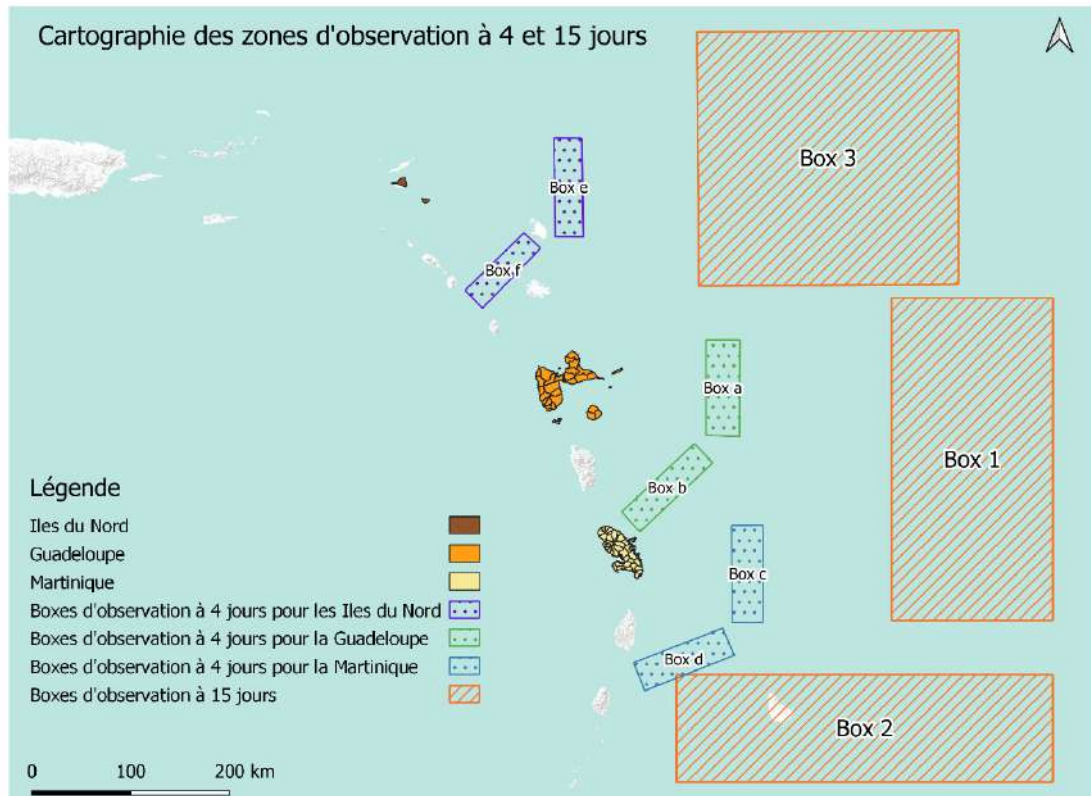 Cartographie des zones d'observation à 4 et 15 jours
Box 3
Box e
Box f
Box a
Box 1
Box b
Box c
Box d
Box 2
Légende
Iles du Nord
Guadeloupe
Martinique
Boxes d'observation à 4 jours pour les Iles du Nord
Boxes d'observation à 4 jours pour la Guadeloupe
Boxes d'observation à 4 jours pour la Martinique
Boxes d'observation à 15 jours
0 100 200 km